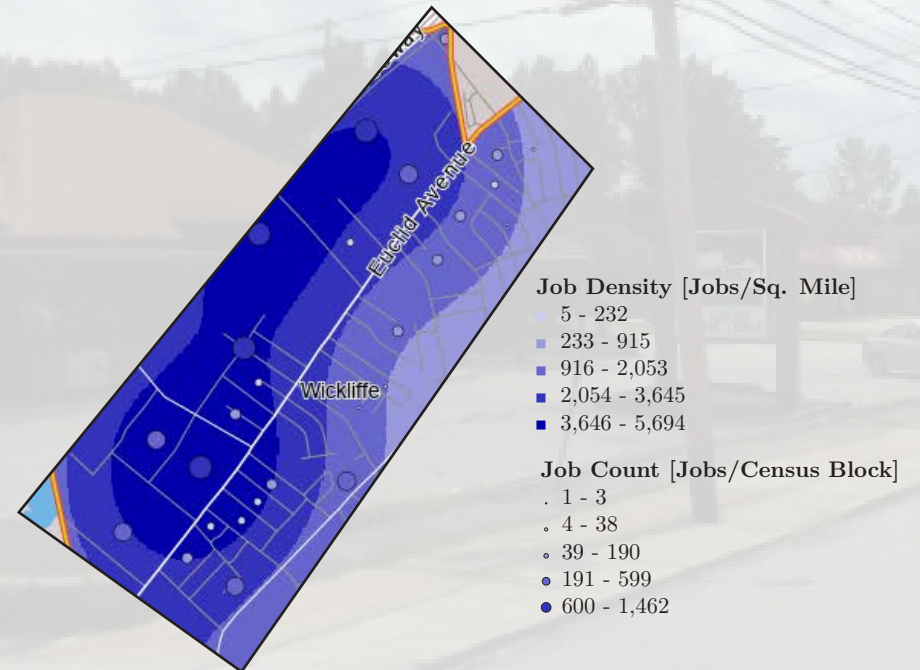 way
Euclid Avenue
Wickliffe
Job Density [Jobs/Sq. Mile]
5 - 232
233 - 915
916 - 2,053
2,054 - 3,645
3,646 - 5,694
Job Count [Jobs/Census Block]
1 - 3
4 - 38
39 - 190
191 - 599
600 - 1,462